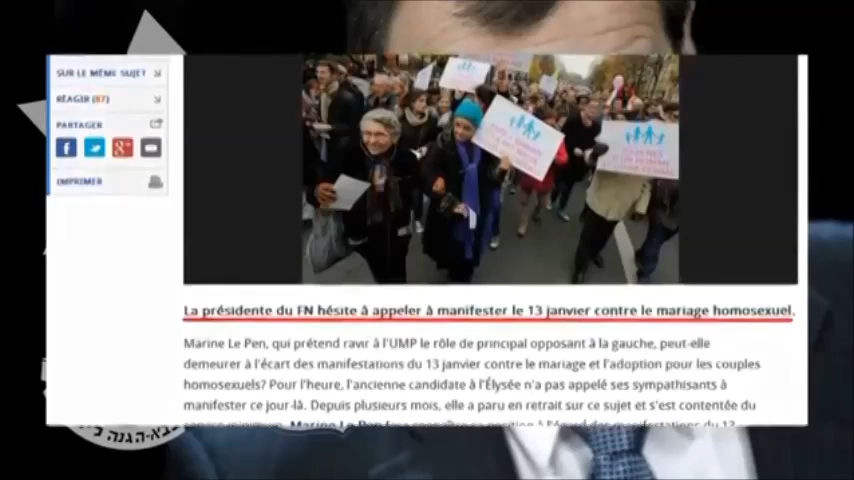 SUR LE MÊME SUJET
RÉAGIR (87)
PARTAGER
IMPRIMER
La présidente du FN hésite à appeler à manifester le 13 janvier contre le mariage homosexuel.
Marine Le Pen, qui prétend ravir à l'UMP le rôle de principal opposant à la gauche, peut-elle
demeurer à l'écart des manifestations du 13 janvier contre le mariage et l'adoption pour les couples
homosexuels? Pour l'heure, l'ancienne candidate à l'Élysée n'a pas appelé ses sympathisants à
manifester ce jour-là. Depuis plusieurs mois, elle a paru en retrait sur ce sujet et s'est contentée du